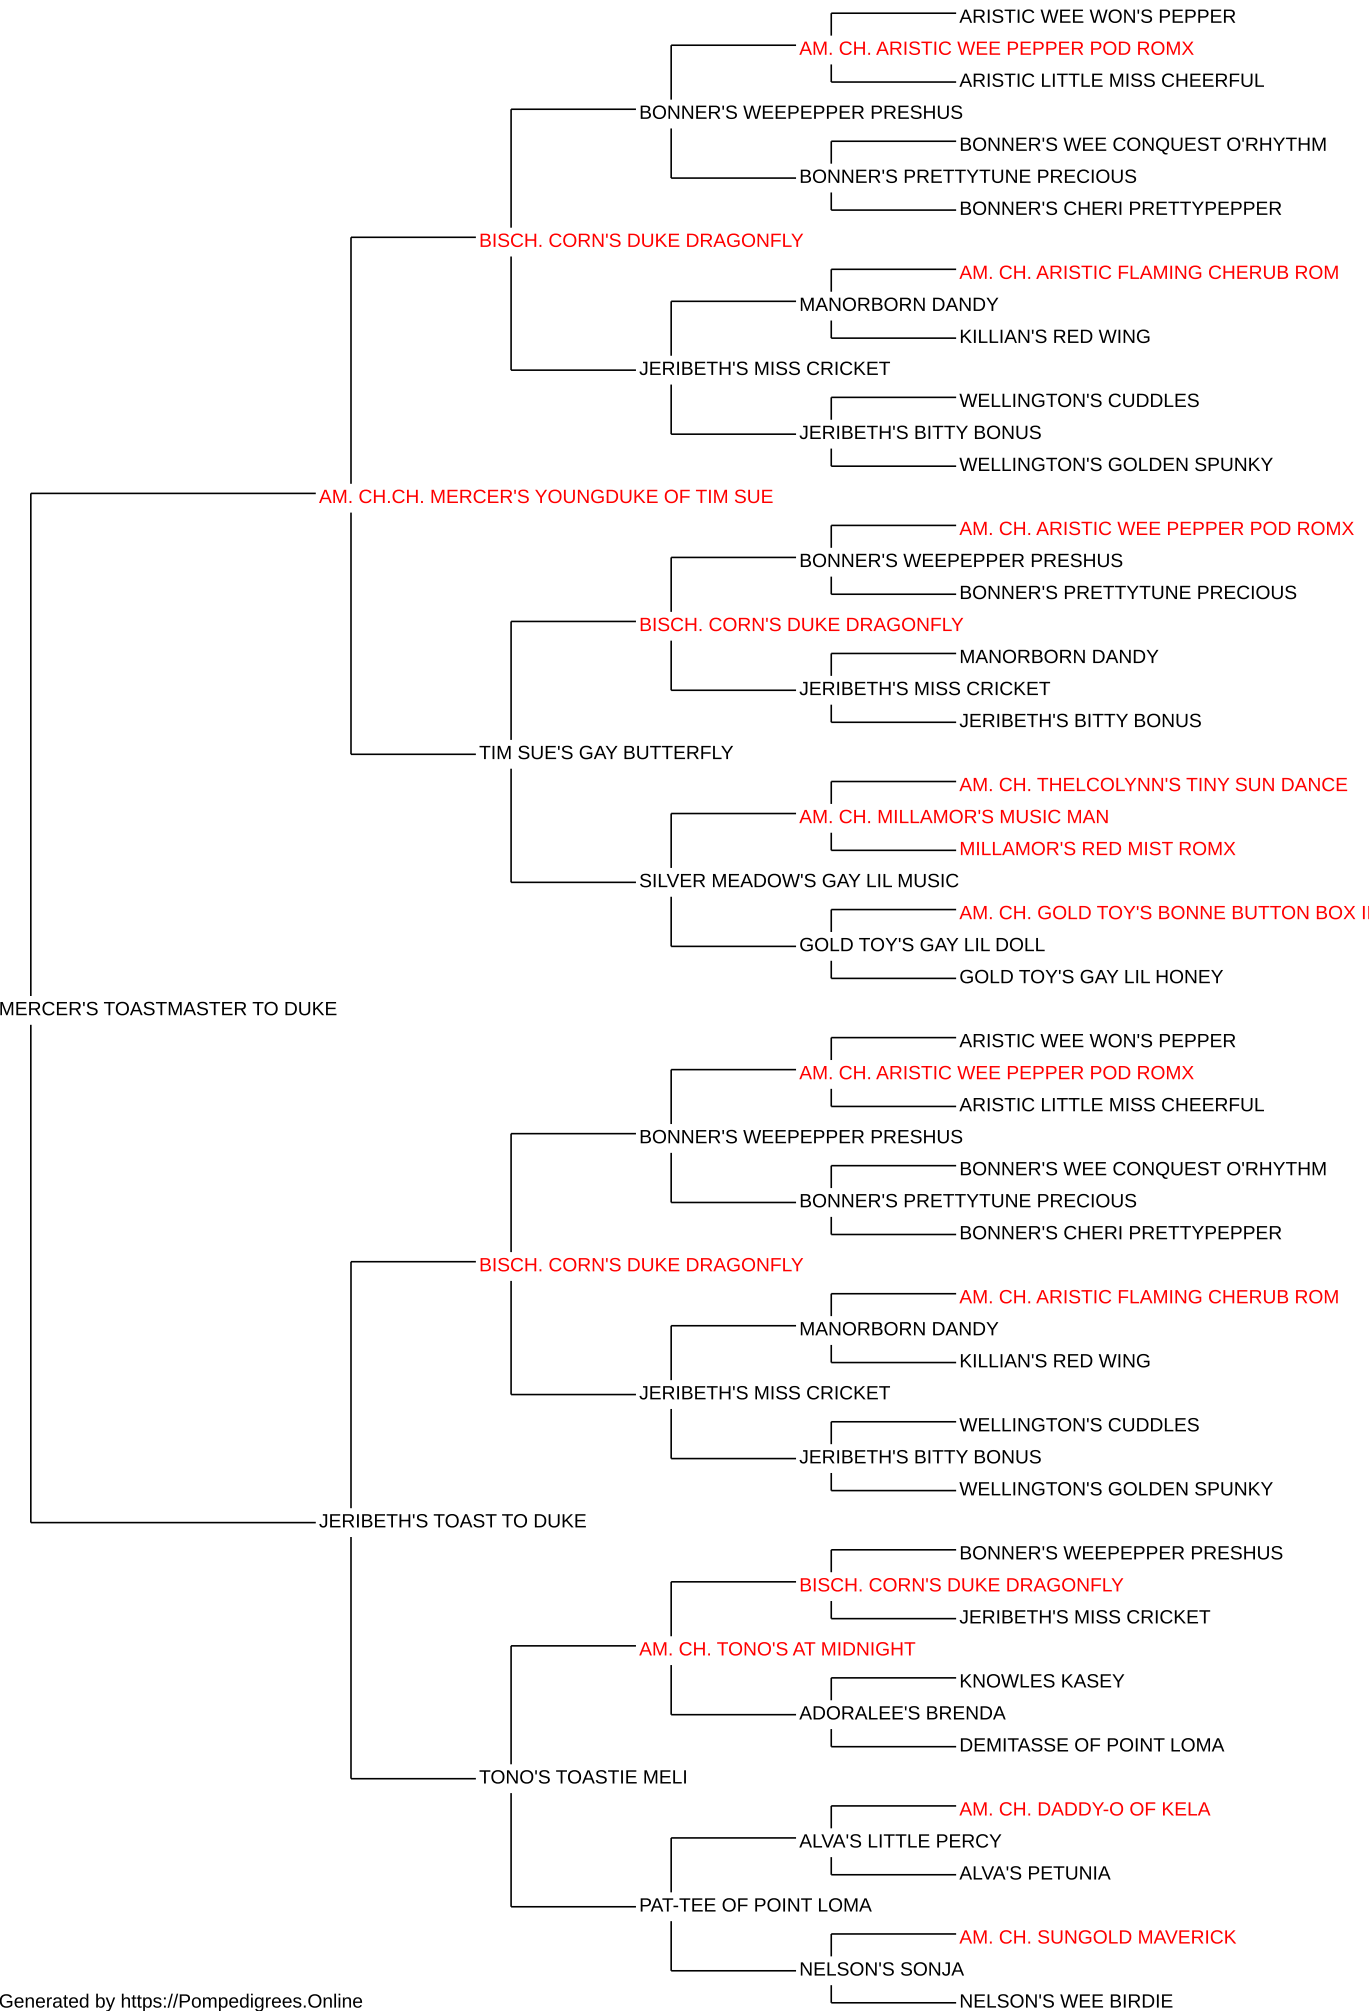 ARISTIC WEE WON'S PEPPER
AM. CH. ARISTIC WEE PEPPER POD ROMX
ARISTIC LITTLE MISS CHEERFUL
BONNER'S WEEPEPPER PRESHUS
BONNER'S WEE CONQUEST O'RHYTHM
BONNER'S PRETTYTUNE PRECIOUS
BONNER'S CHERI PRETTYPEPPER
BISCH. CORN'S DUKE DRAGONFLY
AM. CH. ARISTIC FLAMING CHERUB ROM
MANORBORN DANDY
KILLIAN'S RED WING
JERIBETH'S MISS CRICKET
WELLINGTON'S CUDDLES
JERIBETH'S BITTY BONUS
WELLINGTON'S GOLDEN SPUNKY
AM. CH.CH. MERCER'S YOUNGDUKE OF TIM SUE
AM. CH. ARISTIC WEE PEPPER POD ROMX
BONNER'S WEEPEPPER PRESHUS
BONNER'S PRETTYTUNE PRECIOUS
BISCH. CORN'S DUKE DRAGONFLY
MANORBORN DANDY
JERIBETH'S MISS CRICKET
JERIBETH'S BITTY BONUS
TIM SUE'S GAY BUTTERFLY
AM. CH. THELCOLYNN'S TINY SUN DANCE
AM. CH. MILLAMOR'S MUSIC MAN
MILLAMOR'S RED MIST ROMX
SILVER MEADOW'S GAY LIL MUSIC
AM. CH. GOLD TOY'S BONNE BUTTON BOX
GOLD TOY'S GAY LIL DOLL
GOLD TOY'S GAY LIL HONEY
MERCER'S TOASTMASTER TO DUKE
ARISTIC WEE WON'S PEPPER
AM. CH. ARISTIC WEE PEPPER POD ROMX
ARISTIC LITTLE MISS CHEERFUL
BONNER'S WEEPEPPER PRESHUS
BONNER'S WEE CONQUEST O'RHYTHM
BONNER'S PRETTYTUNE PRECIOUS
BONNER'S CHERI PRETTYPEPPER
BISCH. CORN'S DUKE DRAGONFLY
AM. CH. ARISTIC FLAMING CHERUB ROM
MANORBORN DANDY
KILLIAN'S RED WING
JERIBETH'S MISS CRICKET
WELLINGTON'S CUDDLES
JERIBETH'S BITTY BONUS
WELLINGTON'S GOLDEN SPUNKY
JERIBETH'S TOAST TO DUKE
BONNER'S WEEPEPPER PRESHUS
BISCH. CORN'S DUKE DRAGONFLY
JERIBETH'S MISS CRICKET
AM. CH. TONO'S AT MIDNIGHT
KNOWLES KASEY
ADORALEE'S BRENDA
DEMITASSE OF POINT LOMA
TONO'S TOASTIE MELI
AM. CH. DADDY-O OF KELA
ALVA'S LITTLE PERCY
ALVA'S PETUNIA
PAT-TEE OF POINT LOMA
AM. CH. SUNGOLD MAVERICK
NELSON'S SONJA
NELSON'S WEE BIRDIE
Generated by https://Pompedigrees.Online